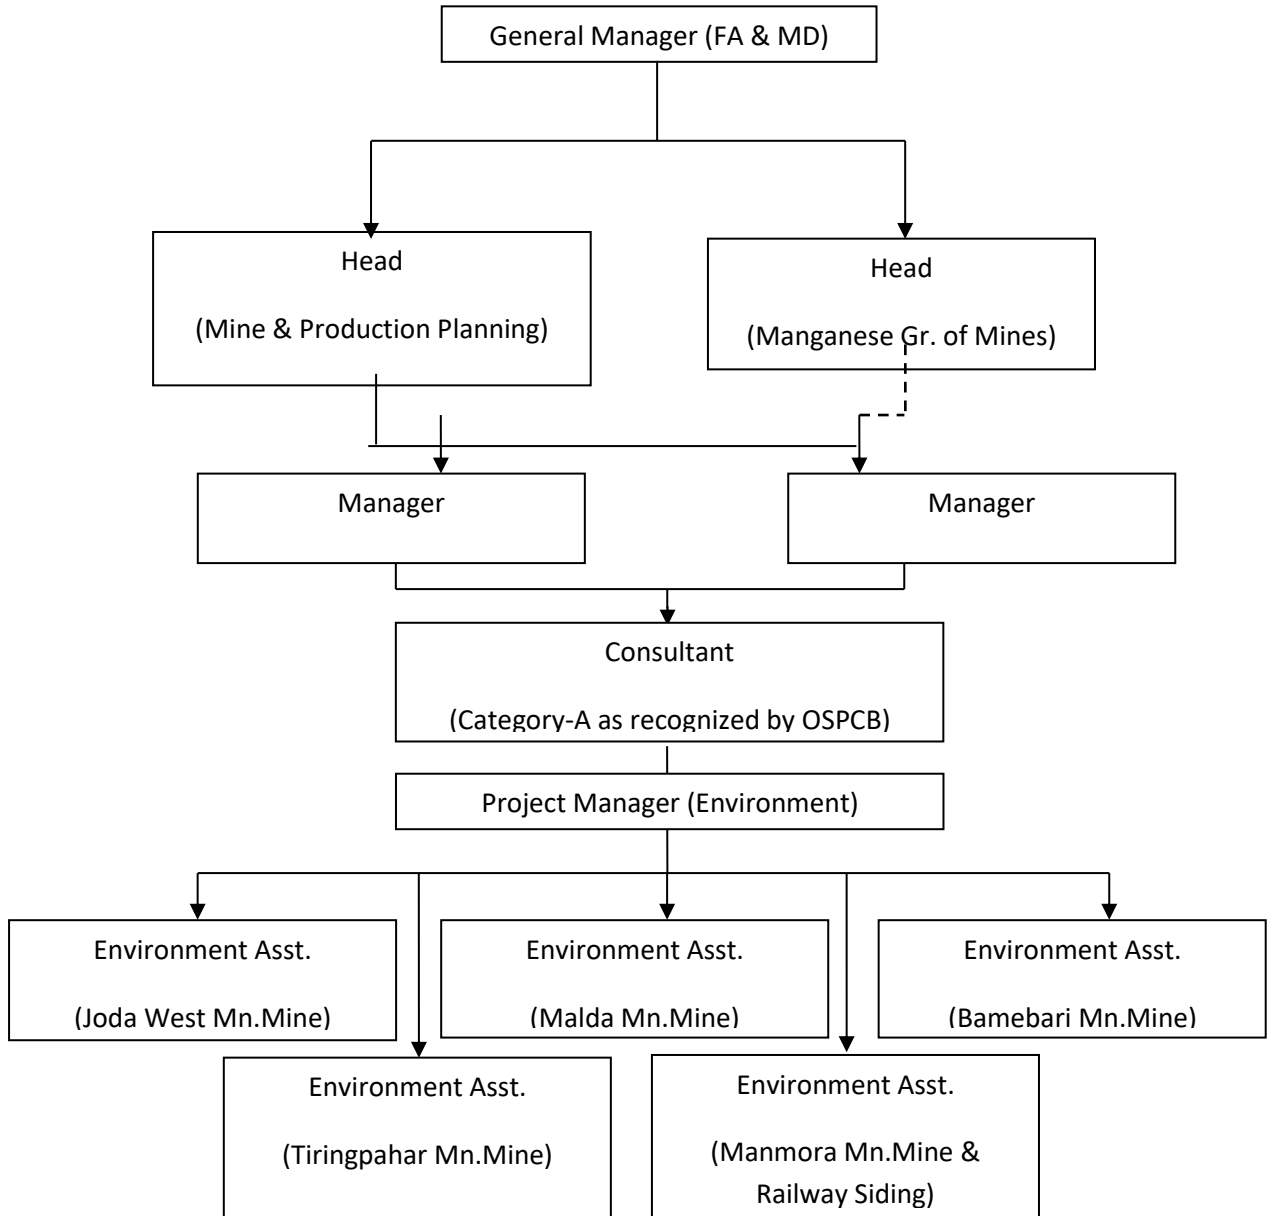 General Manager (FA & MD)
Head
(Mine & Production Planning)
Head
(Manganese Gr. of Mines)
Manager
Manager
Consultant
(Category-A as recognized by OSPCB)
Project Manager (Environment)
Environment Asst.
(Joda West Mn.Mine)
Environment Asst.
(Malda Mn.Mine)
Environment Asst.
(Bamebari Mn.Mine)
Environment Asst.
(Tiringpahar Mn.Mine)
Environment Asst.
(Manmora Mn.Mine &
Railway Siding)